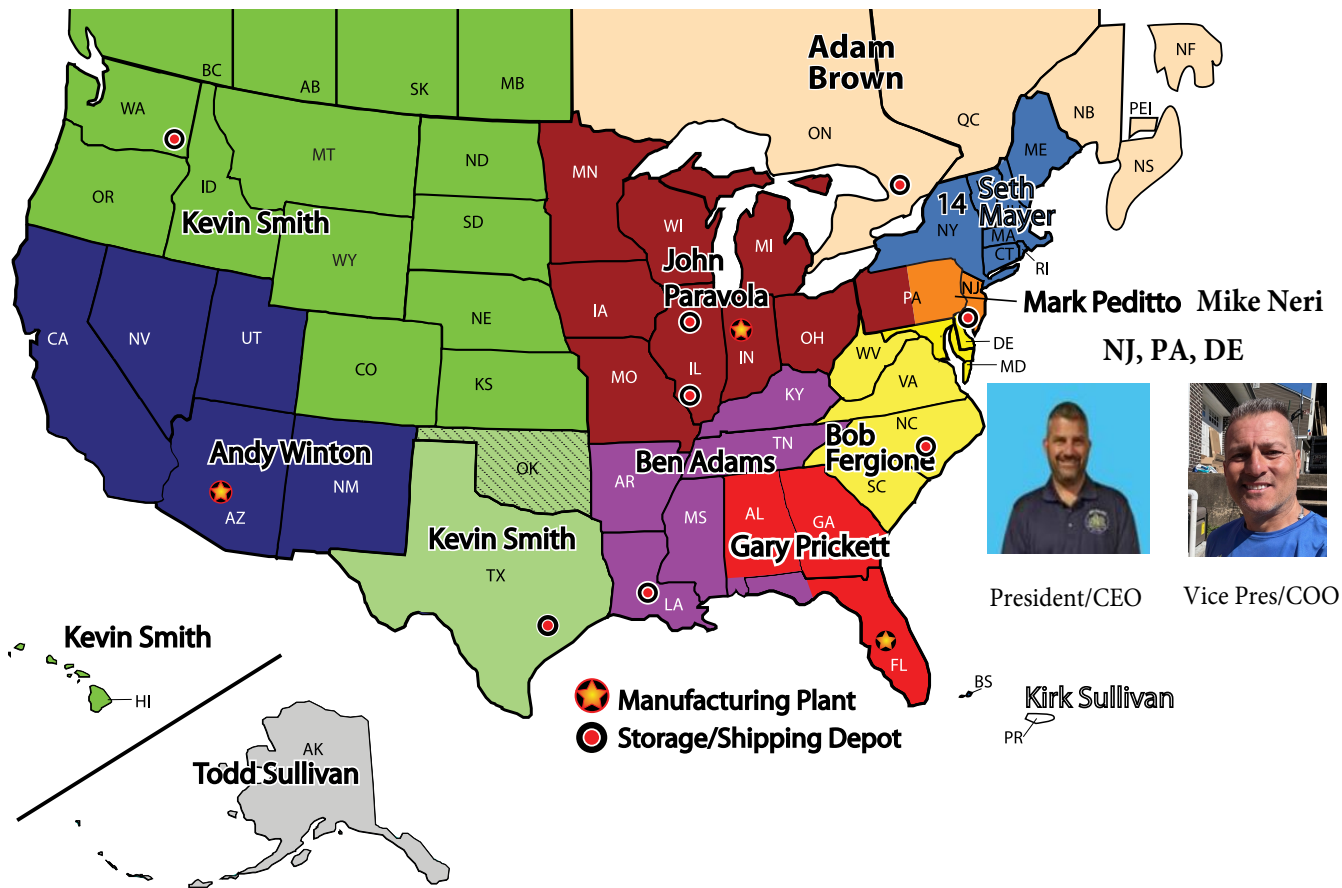 Adam
Brown
NF
BC
AB
SK
MB
WA
ON
QC
NB
PEI
NS
MT
ND
MN
ME
OR
ID
Kevin Smith
SD
WI
MI
14
Seth
Mayer
NY
MA
CT
RI
WY
John
Paravola
PA
NJ
Mark Peditto
Mike Neri
NJ, PA, DE
IA
NE
CA
NV
UT
CO
KS
MO
IL
IN
OH
WV
DE
MD
VA
KY
Andy Winton
NM
AZ
OK
AR
TN
Ben Adams
Bob
Fergione
NC
SC
MS
AL
GA
Gary Prickett
Kevin Smith
TX
LA
FL
President/CEO
Vice Pres/COO
Kevin Smith
HI
Manufacturing Plant
Storage/Shipping Depot
BS
Kirk Sullivan
PR
AK
Todd Sullivan